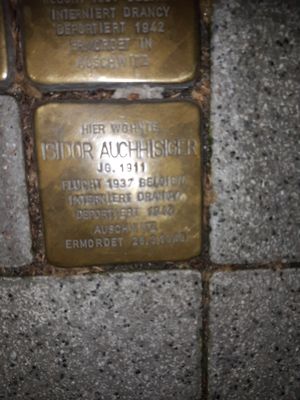 INTERNIERT DRANCY
DEPORTIERT 1942
ERMORDET IN
AUSCHWITZ
HIER WOHNTE
ISIDOR AUCHHISIGER
JG. 1911
FLUCHT 1937 BELGIEN
INTERNIERT DRANCY
DEPORTIERT 1942
AUSCHWITZ
ERMORDET